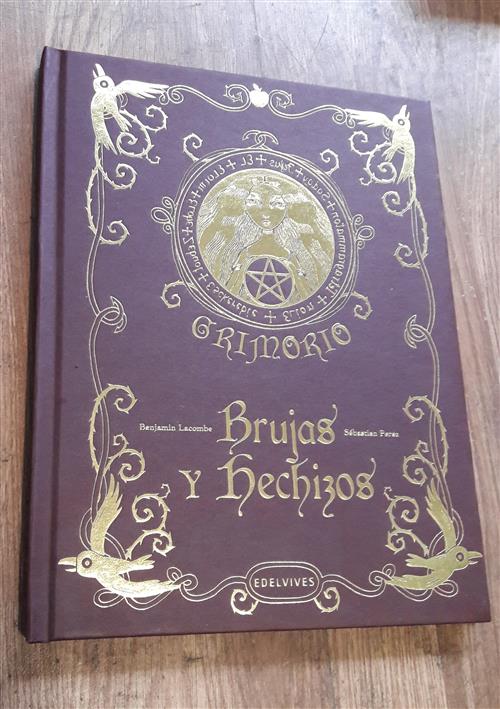 GRIMORIO
Benjamin Lacombe
Sébastien Perez
Brujas
Y Hechizos
EDELVIVES